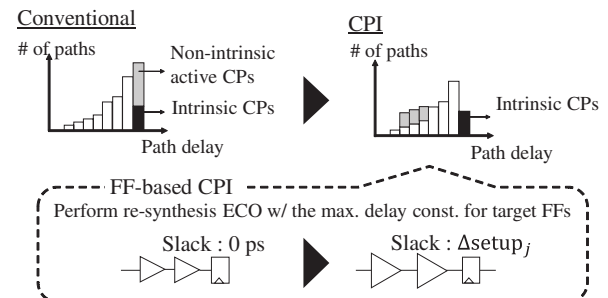 Conventional
CPI
# of paths
Non-intrinsic
active CPs
Intrinsic CPs
Path delay
# of paths
Intrinsic CPs
Path delay
FF-based CPI
Perform re-synthesis ECO w/ the max. delay const. for target FFs
Slack : 0 ps
Slack : Δsetupⱼ